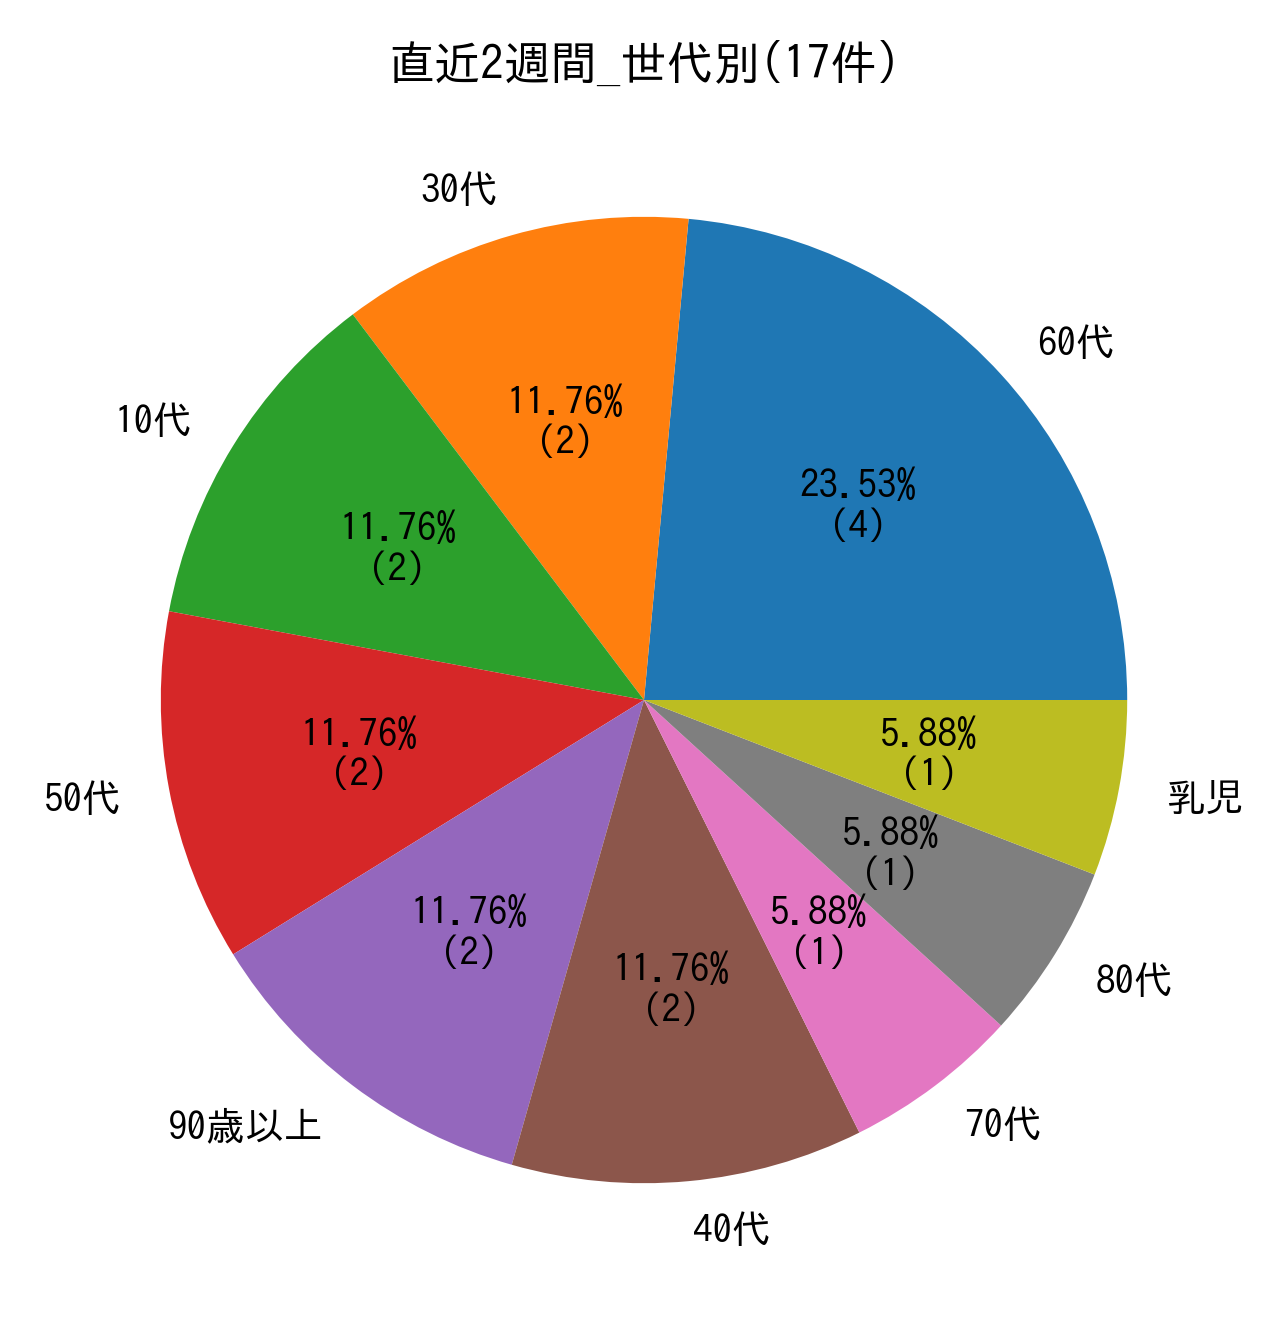 直近2週間_世代別(17件)
30代
60代
10代
11.76%
(2)
23.53%
(4)
11.76%
(2)
11.76%
(2)
5.88%
(1)
50代
乳児
5.88%
(1)
11.76%
(2)
5.88%
(1)
11.76%
(2)
80代
90歳以上
70代
40代